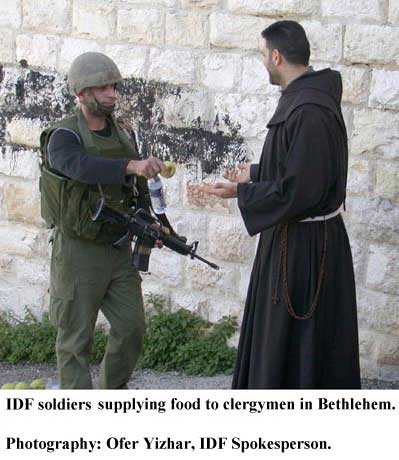 IDF soldiers supplying food to clergymen in Bethlehem.
Photography: Ofer Yizhar, IDF Spokesperson.